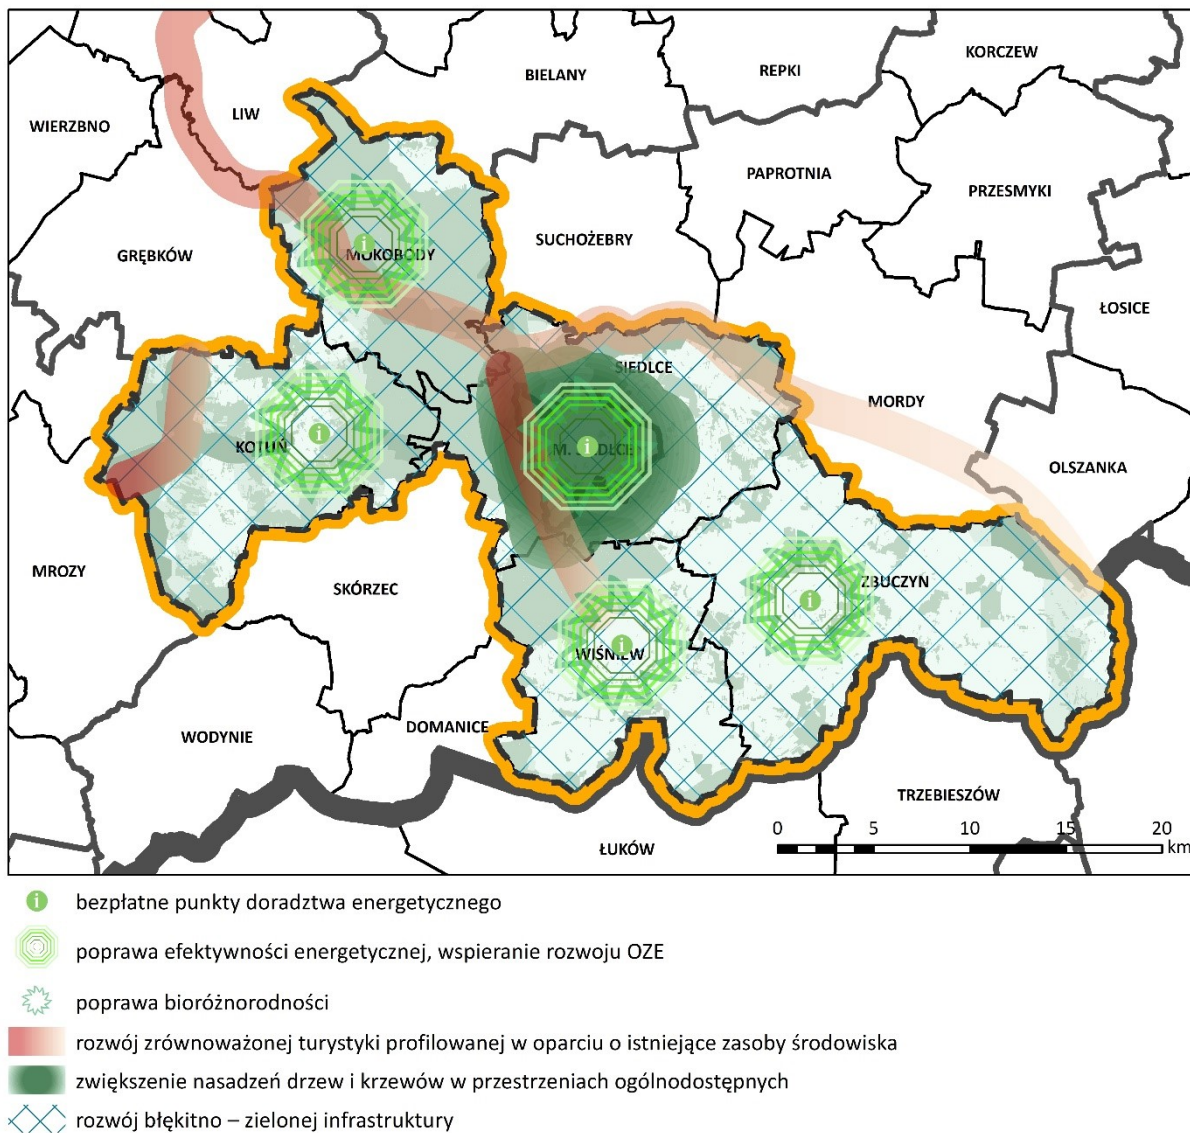 KORCZEW
BIELANY
REPKI
LIW
WIERZBNO
PAPROTNIA
PRZESMYKI
SUCHOŻEBRY
GRĘBKÓW
i
MOKOBODY
ŁOSICE
SIEDLCE
MORDY
i
KOTUŃ
i
M. SIEDLCE
OLSZANKA
MROZY
SKÓRZEC
i
ZBUCZYN
i
WIŚNIEW
DOMANICE
WODYNIE
TRZEBIESZÓW
0 5 10 15 20
km
ŁUKÓW
i bezpłatne punkty doradztwa energetycznego
poprawa efektywności energetycznej, wspieranie rozwoju OZE
poprawa bioróżnorodności
rozwój zrównoważonej turystyki profilowanej w oparciu o istniejące zasoby środowiska
zwiększenie nasadzeń drzew i krzewów w przestrzeniach ogólnodostępnych
rozwój błękitno – zielonej infrastruktury